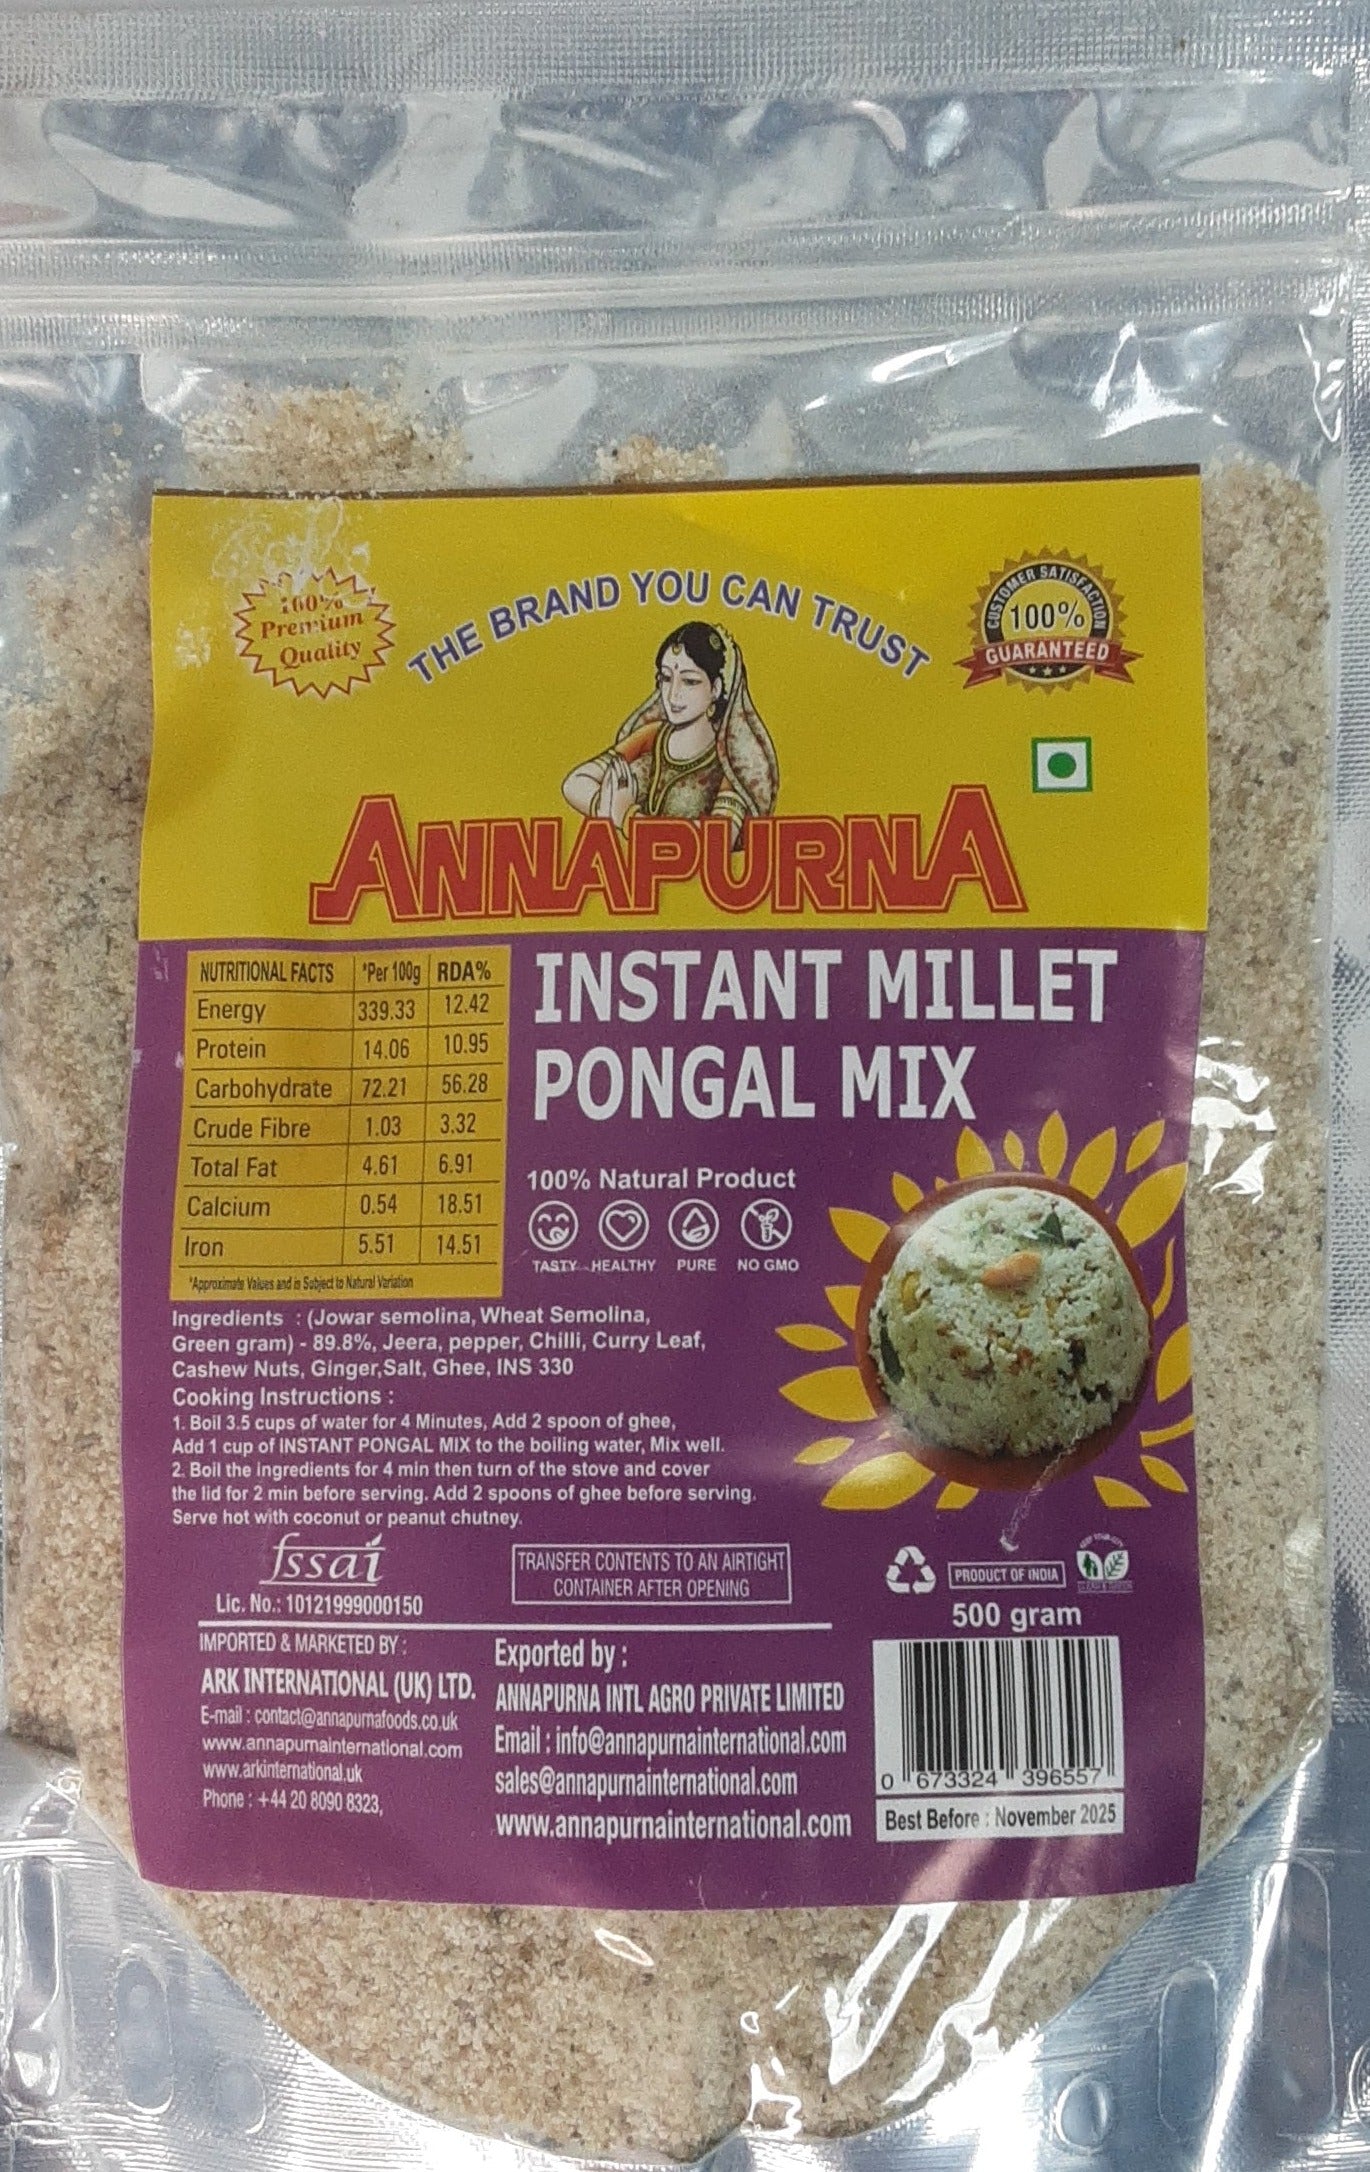 100%
Premium
Quality
THE BRAND YOU CAN TRUST
CUSTOMER SATISFACTION
100%
GUARANTEED
ANNAPURNA
INSTANT MILLET
PONGAL MIX
NUTRITIONAL FACTS *Per 100g RDA%
Energy 339.33 12.42
Protein 14.06 10.95
Carbohydrate 72.21 56.28
Crude Fibre 1.03 3.32
Total Fat 4.61 6.91
Calcium 0.54 18.51
Iron 5.51 14.51
*Approximate Values and is Subject to Natural Variation
100% Natural Product
TASTY HEALTHY PURE NO GMO
Ingredients : (Jowar semolina, Wheat Semolina,
Green gram) - 89.8%, Jeera, pepper, Chilli, Curry Leaf,
Cashew Nuts, Ginger,Salt, Ghee, INS 330
Cooking Instructions :
1. Boil 3.5 cups of water for 4 Minutes, Add 2 spoon of ghee,
Add 1 cup of INSTANT PONGAL MIX to the boiling water, Mix well.
2. Boil the ingredients for 4 min then turn of the stove and cover
the lid for 2 min before serving. Add 2 spoons of ghee before serving.
Serve hot with coconut or peanut chutney.
fssai
Lic. No.: 10121999000150
TRANSFER CONTENTS TO AN AIRTIGHT
CONTAINER AFTER OPENING
PRODUCT OF INDIA
500 gram
IMPORTED & MARKETED BY :
ARK INTERNATIONAL (UK) LTD.
E-mail : contact@annapurnafoods.co.uk
www.annapurnainternational.com
www.arkinternational.uk
Phone : +44 20 8090 8323,
Exported by :
ANNAPURNA INTL AGRO PRIVATE LIMITED
Email : info@annapurnainternational.com
sales@annapurnainternational.com
www.annapurnainternational.com
0 673324 396557
Best Before : November 2025